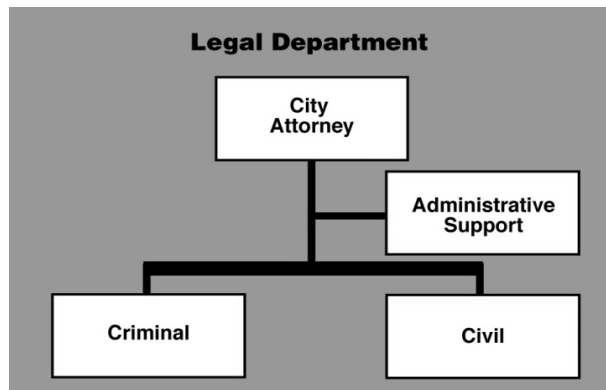 Legal Department
City
Attorney
Administrative
Support
Criminal
Civil